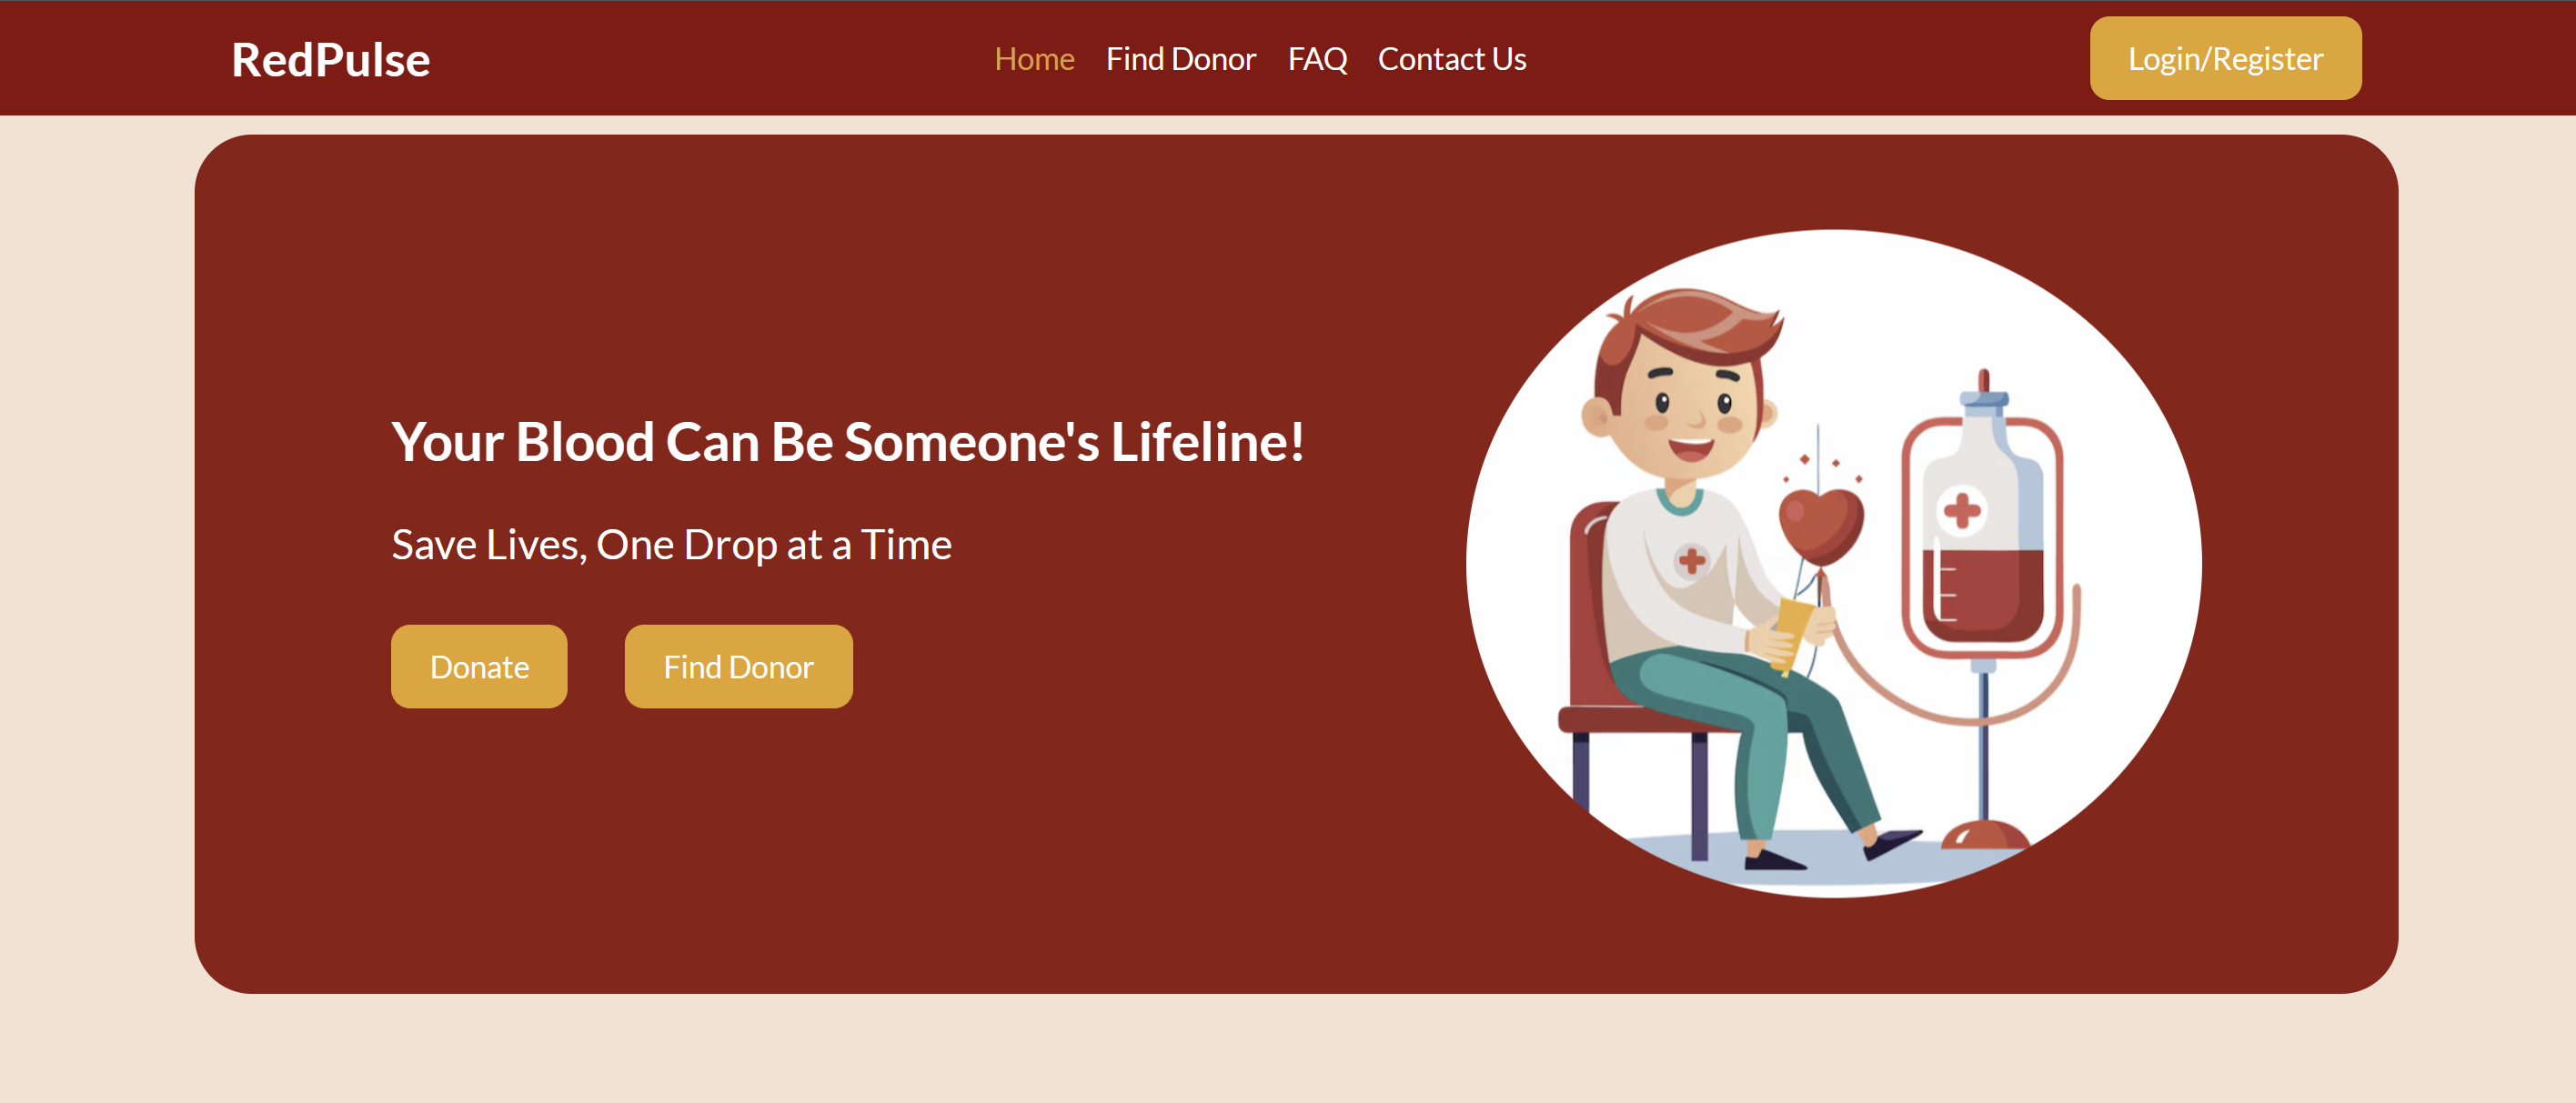 RedPulse
Home Find Donor FAQ Contact Us
Login/Register
Your Blood Can Be Someone's Lifeline!
Save Lives, One Drop at a Time
Donate Find Donor